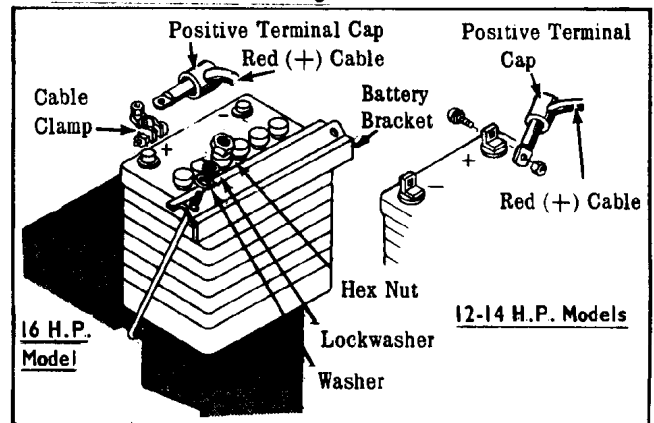 Positive Terminal Cap
Red (+) Cable
Cable
Clamp
Battery
Bracket
Positive Terminal
Cap
+
-
+
-
Red (+) Cable
Hex Nut
Lockwasher
Washer
16 H.P.
Model
12-14 H.P. Models